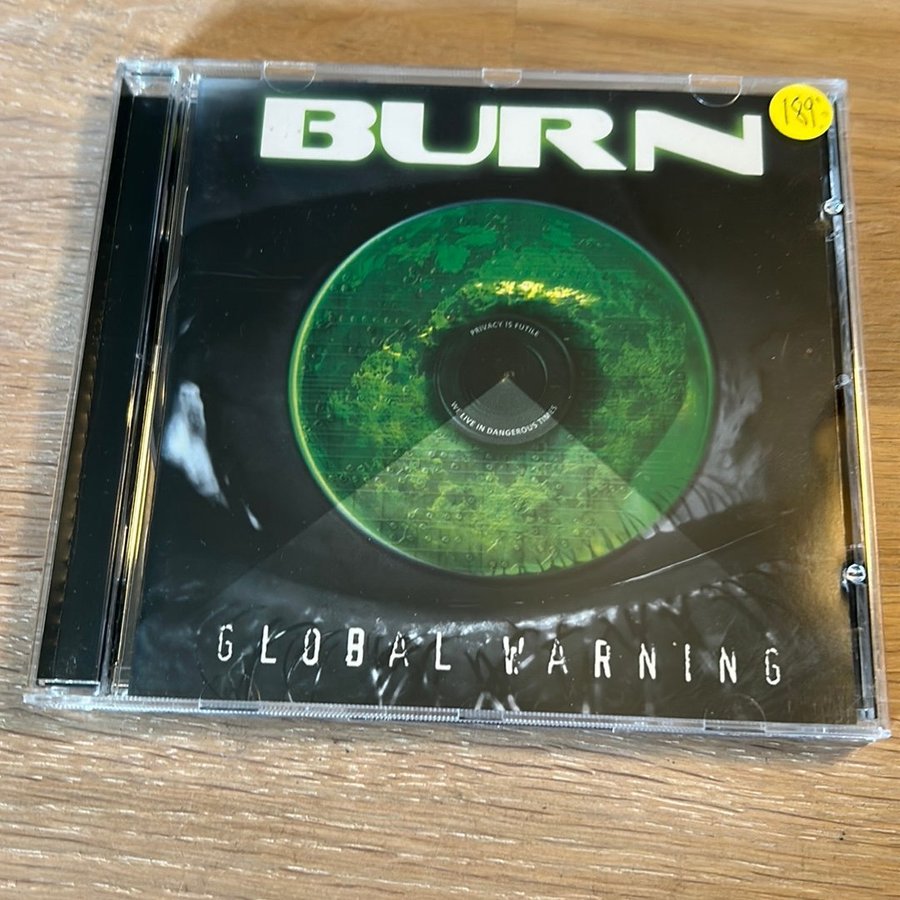 BURN
189:-
PRIVACY IS FUTILE
WE LIVE IN DANGEROUS TIMES
GLOBAL WARNING